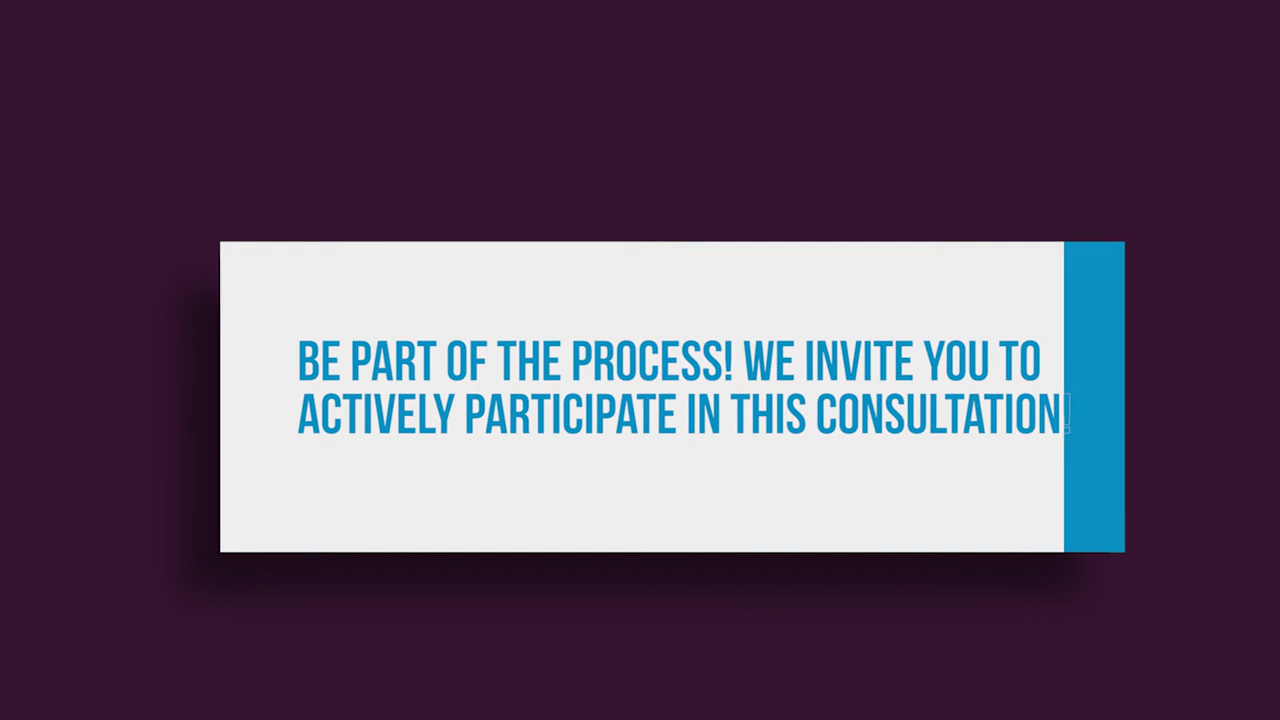 BE PART OF THE PROCESS! WE INVITE YOU TO
ACTIVELY PARTICIPATE IN THIS CONSULTATION!